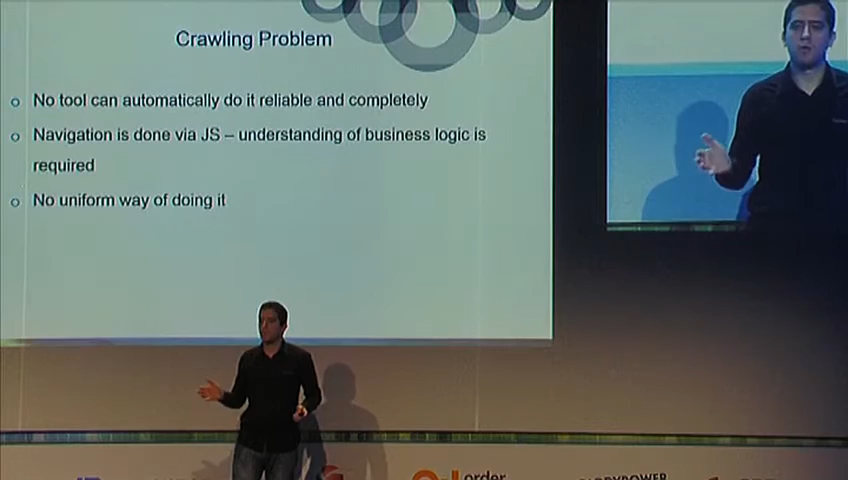 Crawling Problem
No tool can automatically do it reliable and completely
Navigation is done via JS – understanding of business logic is
required
No uniform way of doing it
order